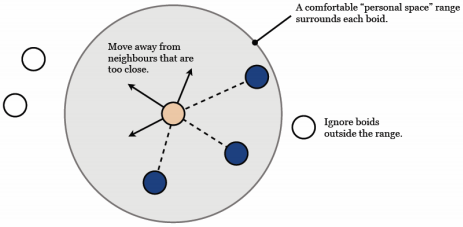 A comfortable “personal space” range
surrounds each boid.
Move away from
neighbours that are
too close.
Ignore boids
outside the range.